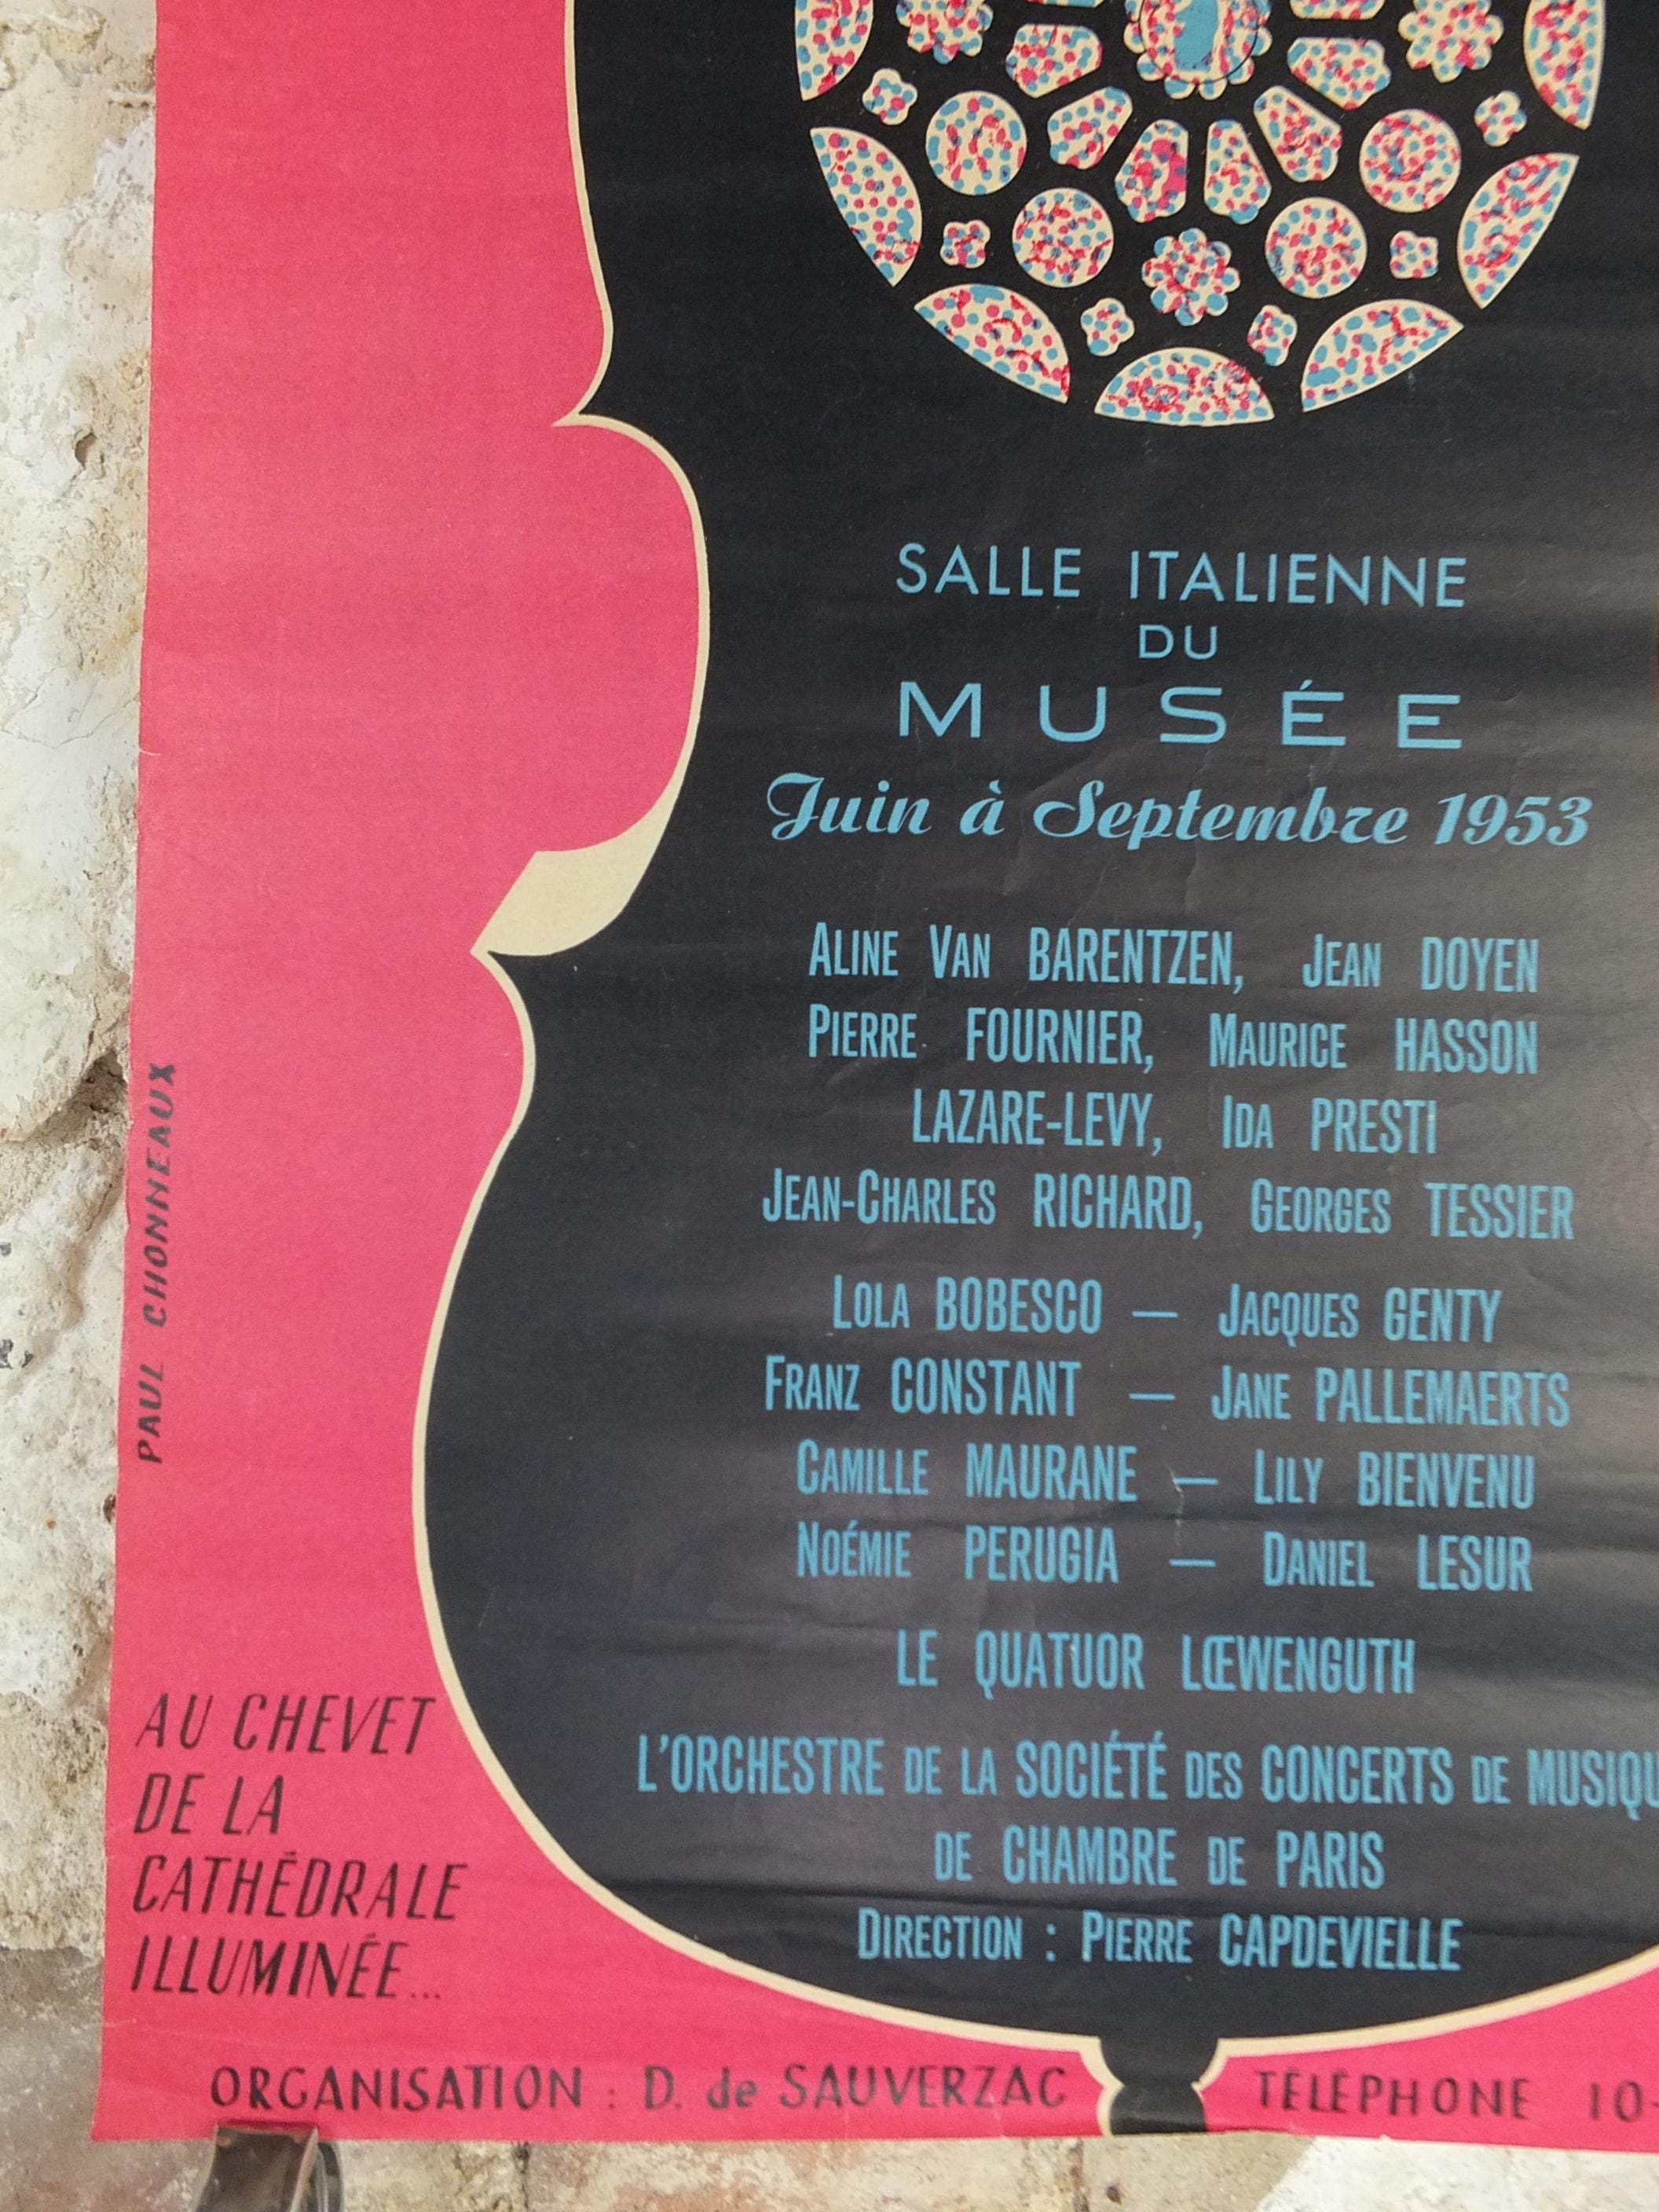 SALLE ITALIENNE
DU
MUSÉE
Juin à Septembre 1953
ALINE VAN BARENTZEN, JEAN DOYEN
PIERRE FOURNIER, MAURICE HASSON
LAZARE-LEVY, IDA PRESTI
JEAN-CHARLES RICHARD, GEORGES TESSIER
LOLA BOBESCO — JACQUES GENTY
FRANZ CONSTANT — JANE PALLEMAERTS
CAMILLE MAURANE — LILY BIENVENU
NOÉMIE PERUGIA — DANIEL LESUR
LE QUATUOR LŒWENGUTH
L'ORCHESTRE DE LA SOCIÉTÉ DES CONCERTS DE MUSIQU
DE CHAMBRE DE PARIS
DIRECTION : PIERRE CAPDEVIELLE
PAUL CHONNEAUX
AU CHEVET
DE LA
CATHÉDRALE
ILLUMINÉE...
ORGANISATION : D. de SAUVERZAC TÉLÉPHONE 10-